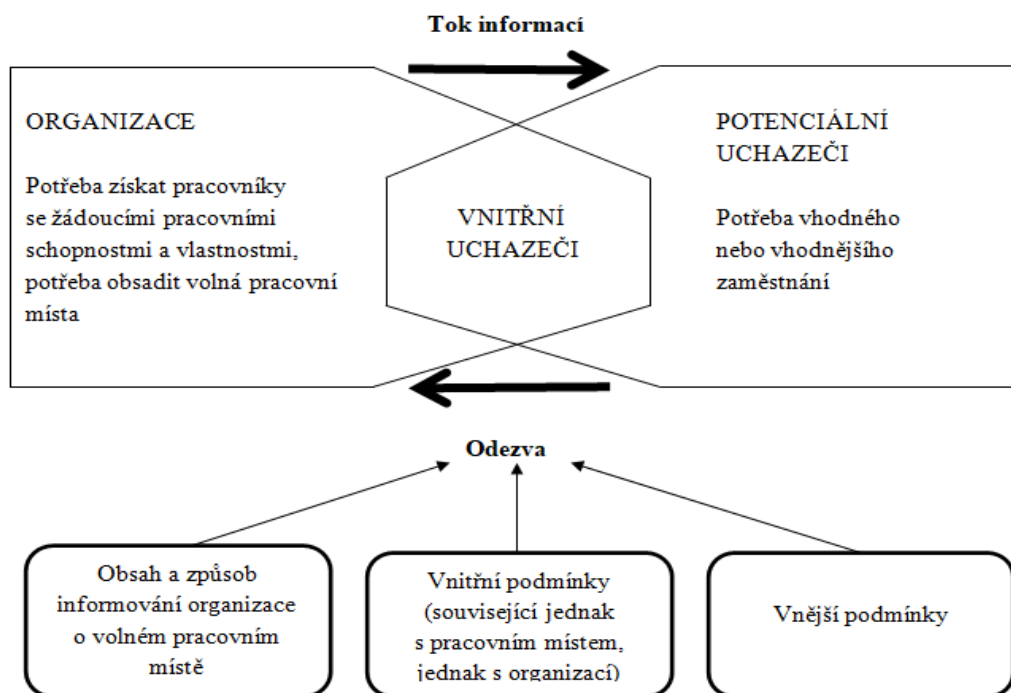 Tok informací
ORGANIZACE
Potřeba získat pracovníky
se žádoucími pracovními
schopnostmi a vlastnostmi,
potřeba obsadit volná pracovní
místa
VNITŘNÍ
UCHAZEČI
POTENCIÁLNÍ
UCHAZEČI
Potřeba vhodného
nebo vhodnějšího
zaměstnání
Odezva
Obsah a způsob
informování organizace
o volném pracovním
místě
Vnitřní podmínky
(související jednak
s pracovním místem,
jednak s organizací)
Vnější podmínky